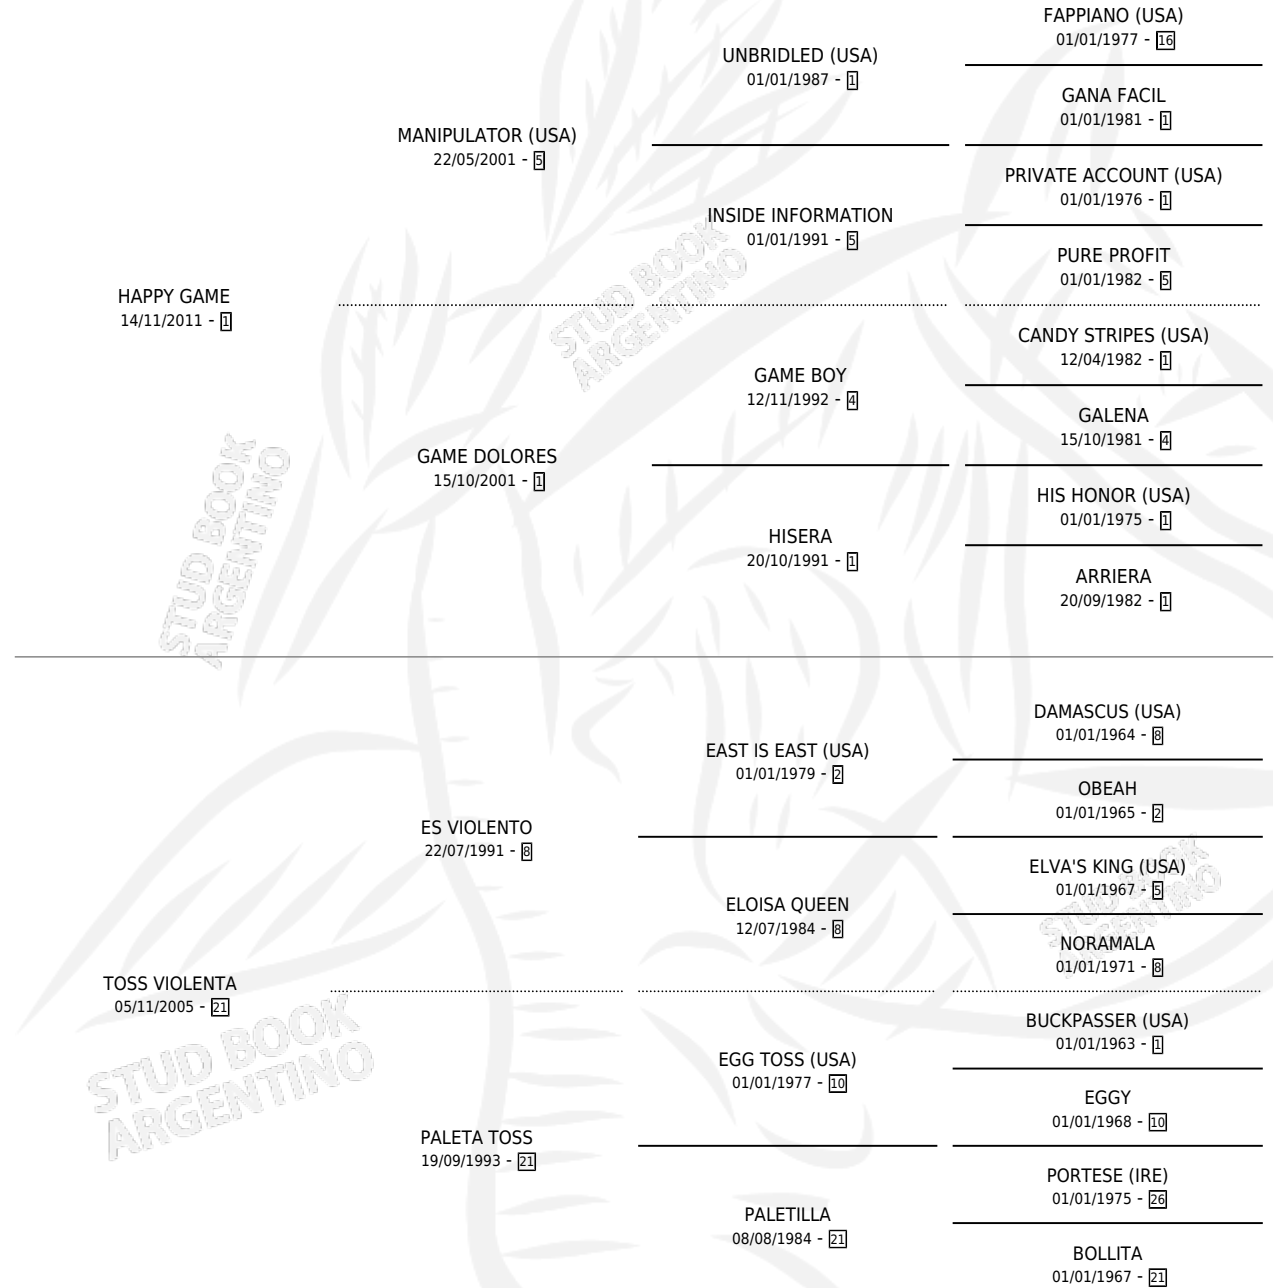 FAPPIANO (USA)
01/01/1977 - 16
UNBRIDLED (USA)
01/01/1987 - 1
GANA FACIL
01/01/1981 - 1
MANIPULATOR (USA)
22/05/2001 - 5
PRIVATE ACCOUNT (USA)
01/01/1976 - 1
INSIDE INFORMATION
01/01/1991 - 5
PURE PROFIT
01/01/1982 - 5
HAPPY GAME
14/11/2011 - 1
CANDY STRIPES (USA)
12/04/1982 - 1
GAME BOY
12/11/1992 - 4
GALENA
15/10/1981 - 4
GAME DOLORES
15/10/2001 - 1
HIS HONOR (USA)
01/01/1975 - 1
HISERA
20/10/1991 - 1
ARRIERA
20/09/1982 - 1
DAMASCUS (USA)
01/01/1964 - 8
EAST IS EAST (USA)
01/01/1979 - 2
OBEAH
01/01/1965 - 2
ES VIOLENTO
22/07/1991 - 8
ELVA'S KING (USA)
01/01/1967 - 5
ELOISA QUEEN
12/07/1984 - 8
NORAMALA
01/01/1971 - 8
TOSS VIOLENTA
05/11/2005 - 21
BUCKPASSER (USA)
01/01/1963 - 1
EGG TOSS (USA)
01/01/1977 - 10
EGGY
01/01/1968 - 10
PALETA TOSS
19/09/1993 - 21
PORTESE (IRE)
01/01/1975 - 26
PALETILLA
08/08/1984 - 21
BOLLITA
01/01/1967 - 21
STUD BOOK
ARGENTINO
STUD BOOK
ARGENTINO
STUD BOOK
ARGENTINO
STUD BOOK
ARGENTINO